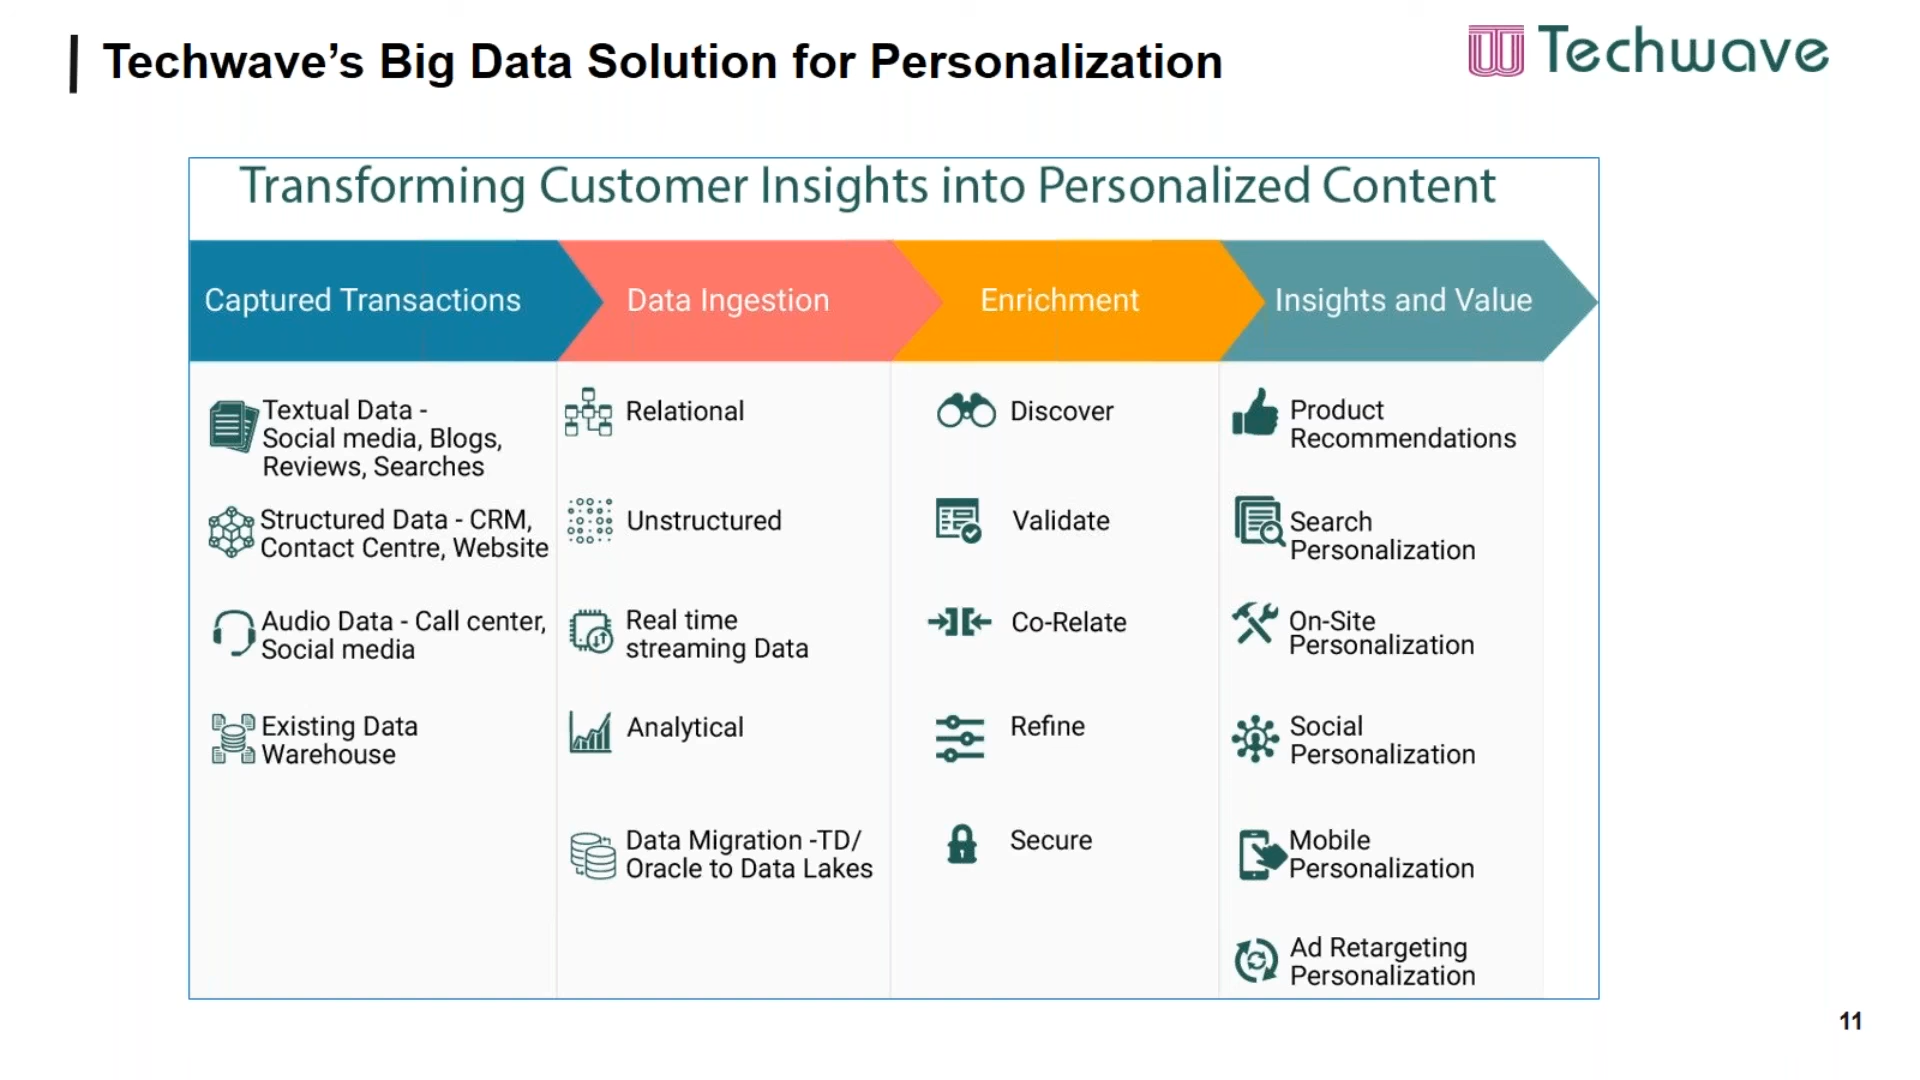 Techwave’s Big Data Solution for Personalization
Techwave
Transforming Customer Insights into Personalized Content
Captured Transactions
Data Ingestion
Enrichment
Insights and Value
Textual Data -
Social media, Blogs,
Reviews, Searches
Structured Data - CRM,
Contact Centre, Website
Audio Data - Call center,
Social media
Existing Data
Warehouse
Relational
Unstructured
Real time
streaming Data
Analytical
Data Migration -TD/
Oracle to Data Lakes
Discover
Validate
Co-Relate
Refine
Secure
Product
Recommendations
Search
Personalization
On-Site
Personalization
Social
Personalization
Mobile
Personalization
Ad Retargeting
Personalization
11